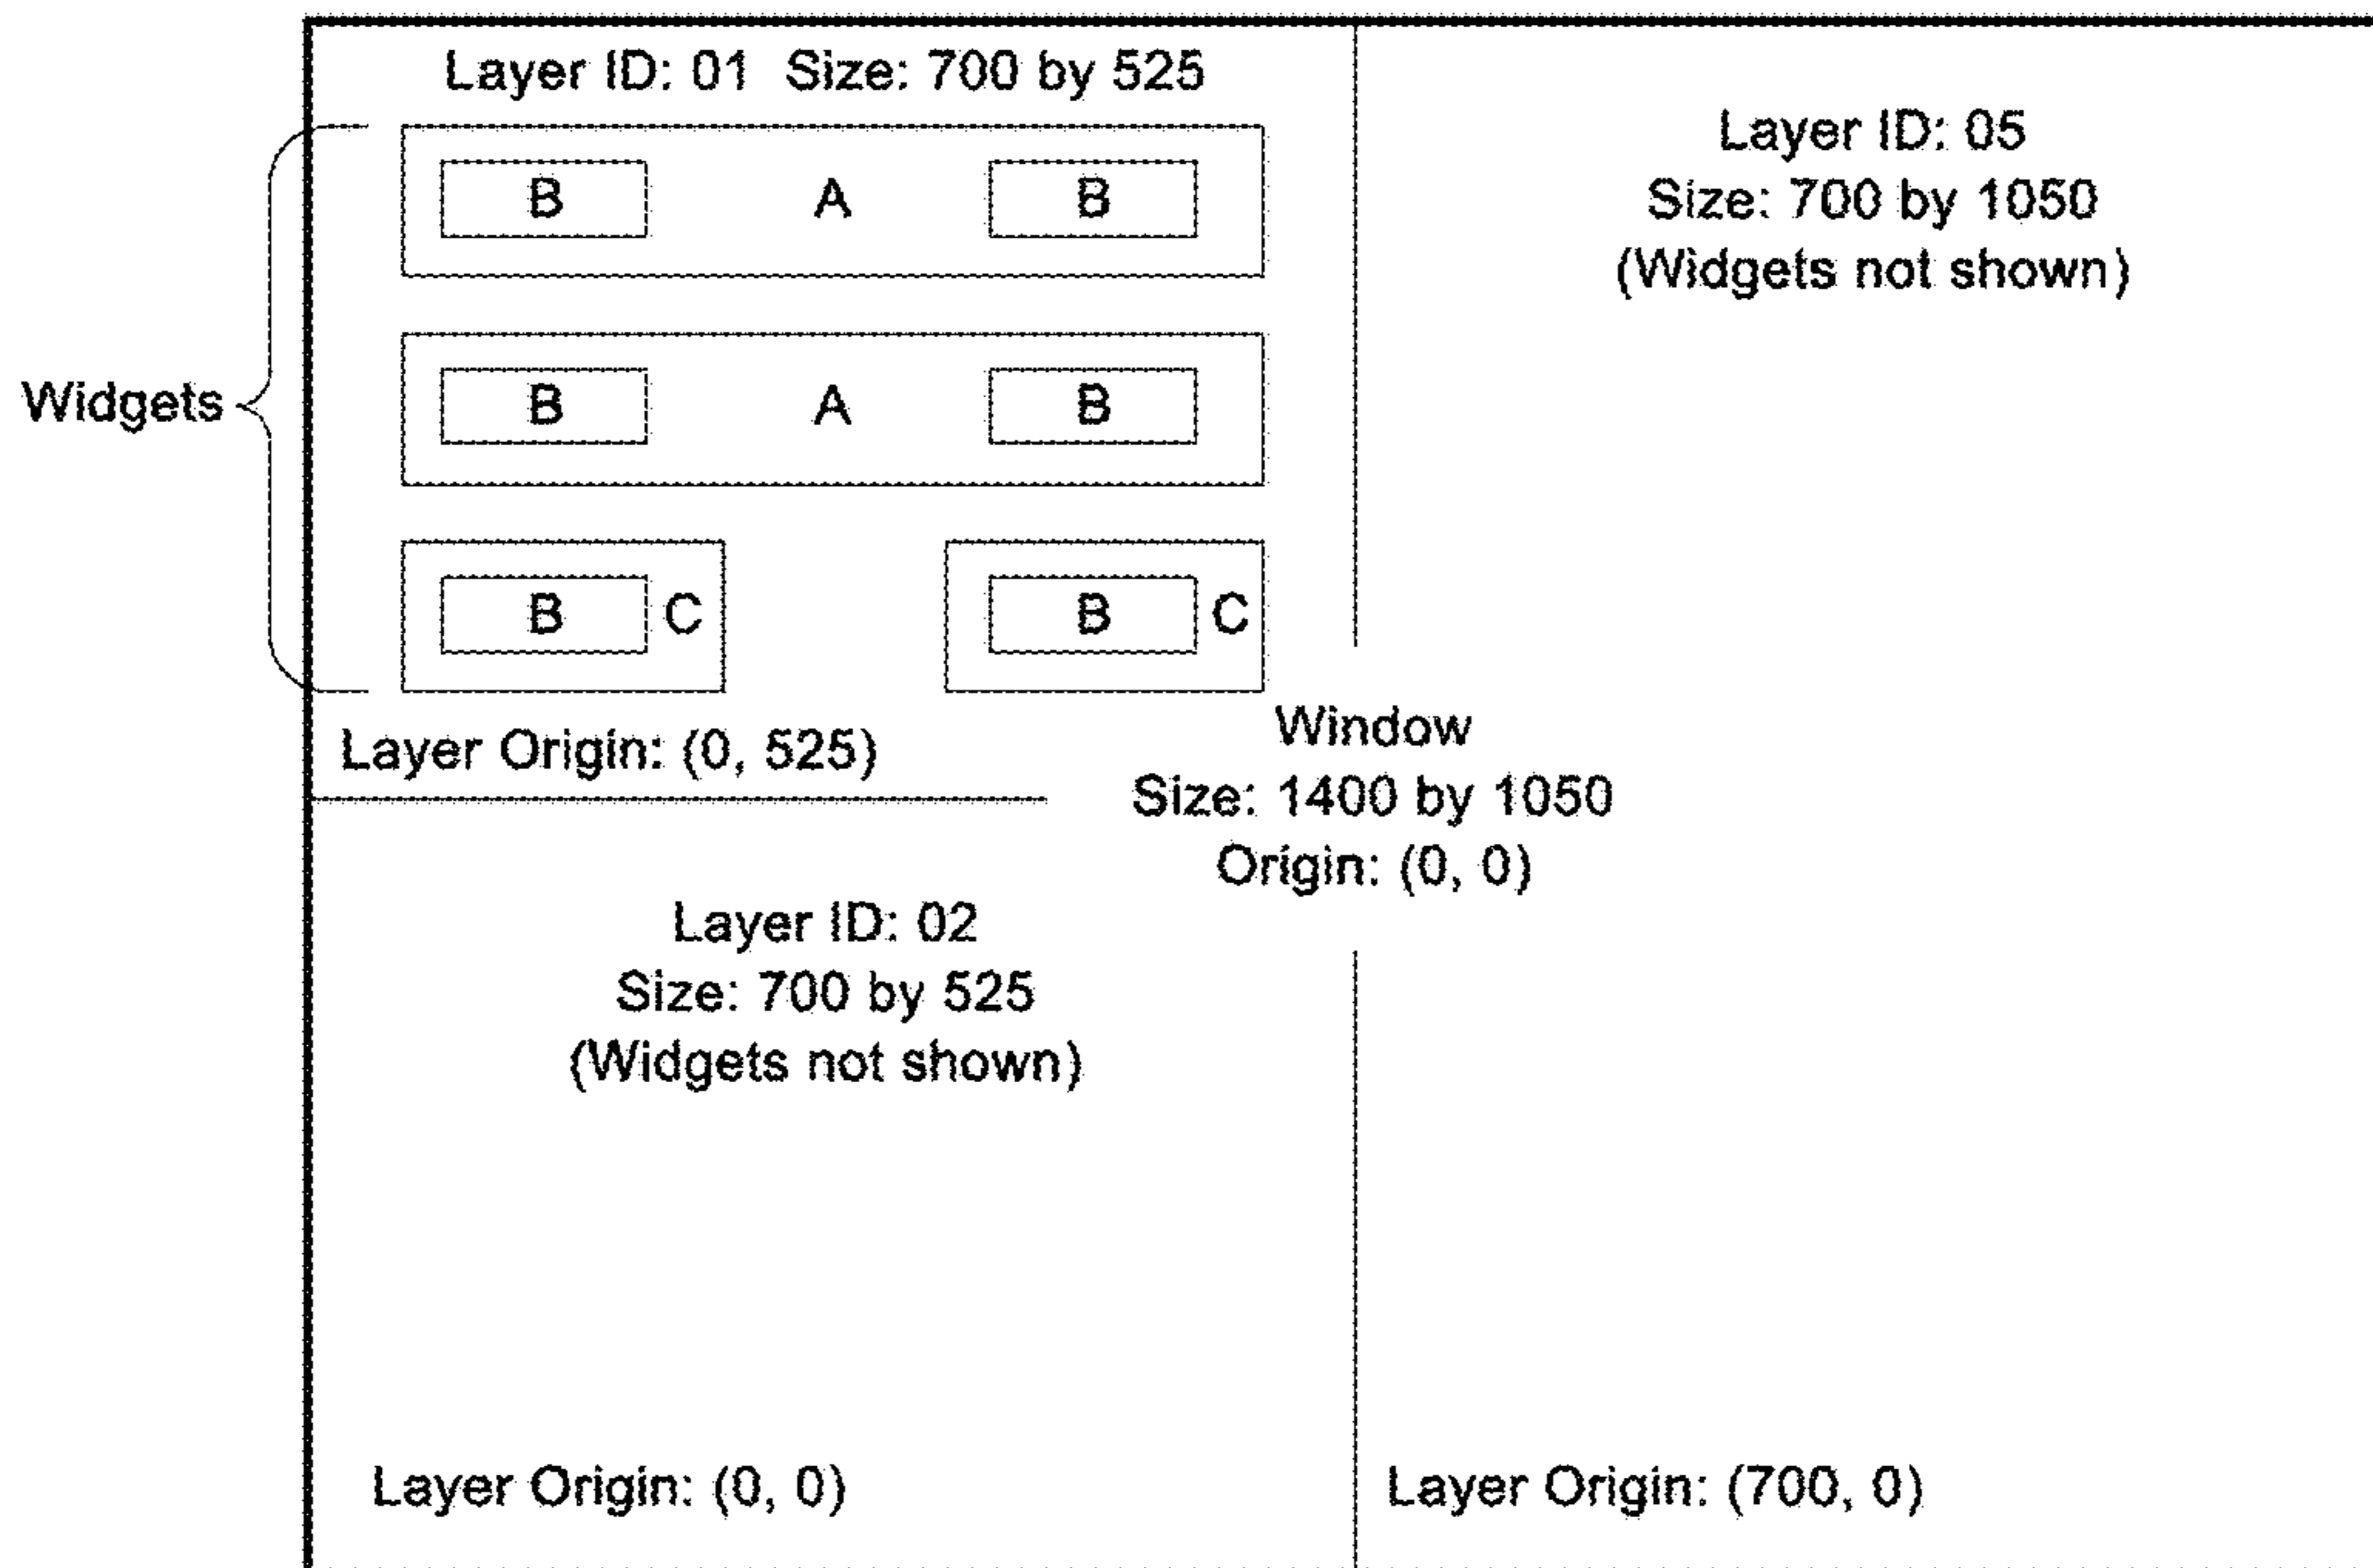 Layer ID: 01 Size: 700 by 525
B A B
Widgets
B A B
B C B C
Layer Origin: (0, 525)
Layer ID: 05
Size: 700 by 1050
(Widgets not shown)
Window
Size: 1400 by 1050
Origin: (0, 0)
Layer ID: 02
Size: 700 by 525
(Widgets not shown)
Layer Origin: (0, 0)
Layer Origin: (700, 0)